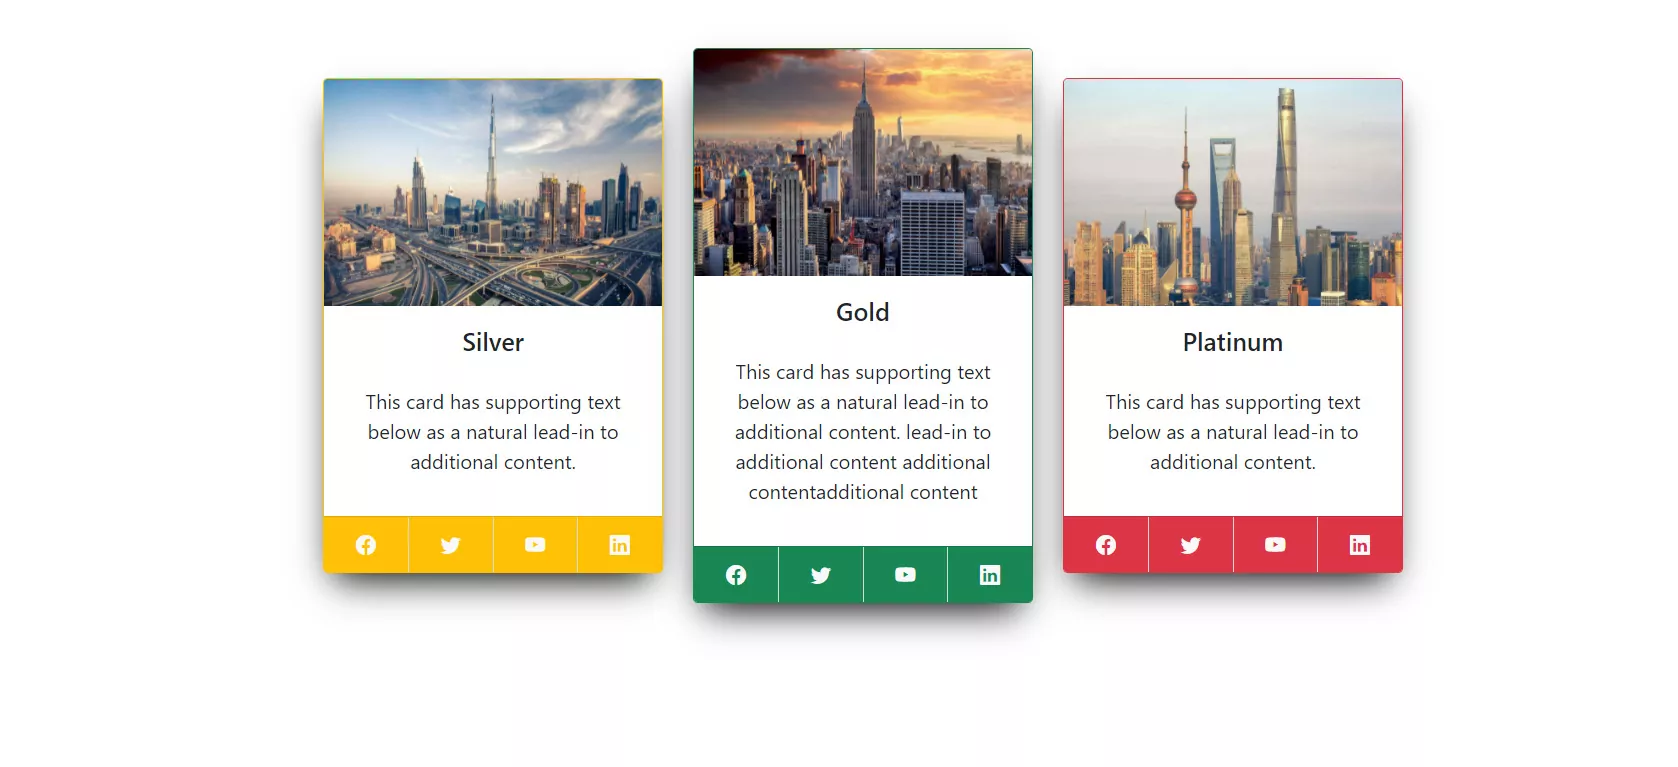 Silver
This card has supporting text
below as a natural lead-in to
additional content.
Gold
This card has supporting text
below as a natural lead-in to
additional content. lead-in to
additional content additional
contentadditional content
Platinum
This card has supporting text
below as a natural lead-in to
additional content.